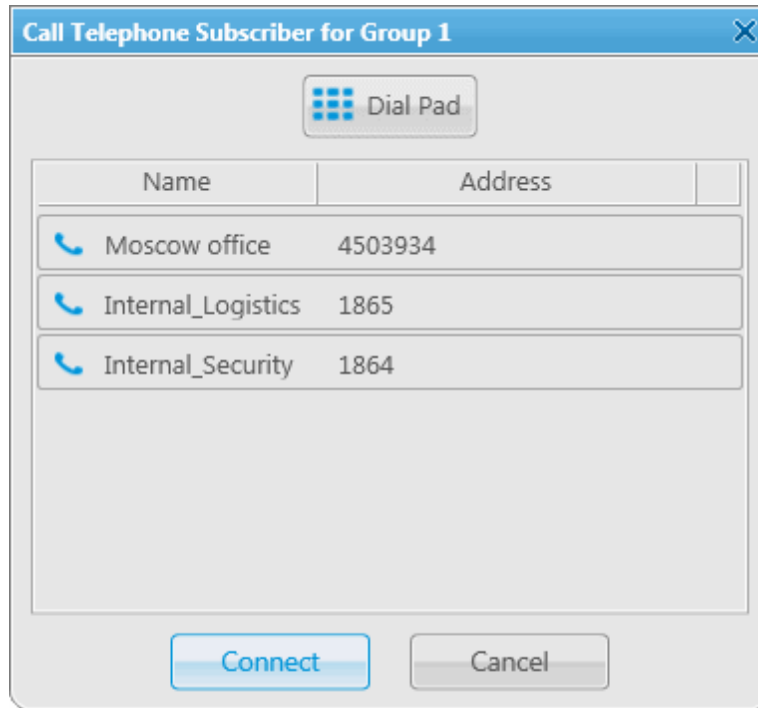 Call Telephone Subscriber for Group 1
Dial Pad
Name Address
Moscow office 4503934
Internal_Logistics 1865
Internal_Security 1864
Connect Cancel